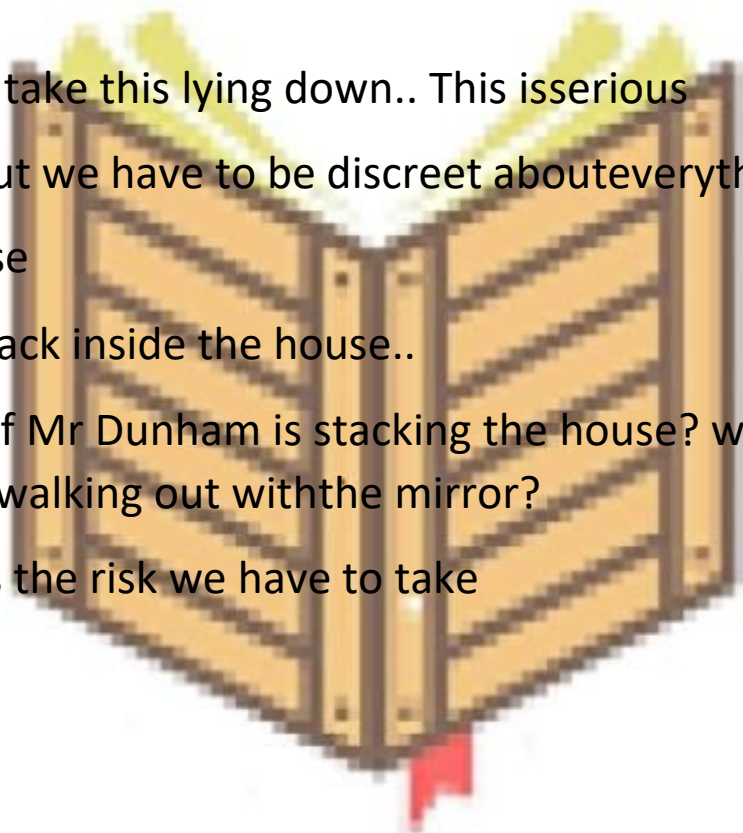 take this lying down.. This isserious
ut we have to be discreet abouteveryth
se
ack inside the house..
f Mr Dunham is stacking the house? w
walking out withthe mirror?
the risk we have to take